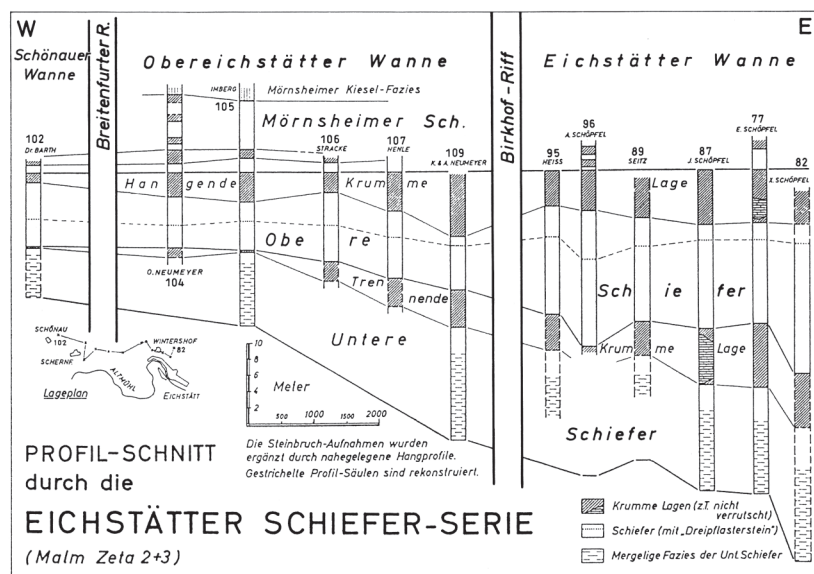 W
E
Schönauer
Wanne
Breitenfurter R.
Obereichstätter Wanne
Birkhof-Riff
Eichstätter Wanne
IMBERG
105
Mörnsheimer Kiesel-Fazies
Mörnsheimer Sch.
102
Dr. BARTH
106
STRACKE
107
HENLE
109
K. & A. NEUMEYER
95
HEISS
96
A. SCHÖPFEL
89
SEITZ
87
J. SCHÖPFEL
77
E. SCHÖPFEL
82
X. SCHÖPFEL
Hangende Krumme Lage
Obere Schiefer
O. NEUMEYER
104
Trennende Krumme Lage
Untere Schiefer
SCHÖNAU
102
SCHERNF.
WINTERSHOF
82
ALTMÜHL
EICHSTÄTT
Lageplan
10
8
6
4
2
Meter
500 1000 1500 2000
Die Steinbruch-Aufnahmen wurden
ergänzt durch nahegelegene Hangprofile.
Gestrichelte Profil-Säulen sind rekonstruiert.
PROFIL-SCHNITT
durch die
EICHSTÄTTER SCHIEFER-SERIE
(Malm Zeta 2+3)
Krumme Lagen (z.T. nicht
verrutscht)
Schiefer (mit „Dreipflasterstein")
Mergelige Fazies der Unt. Schiefer